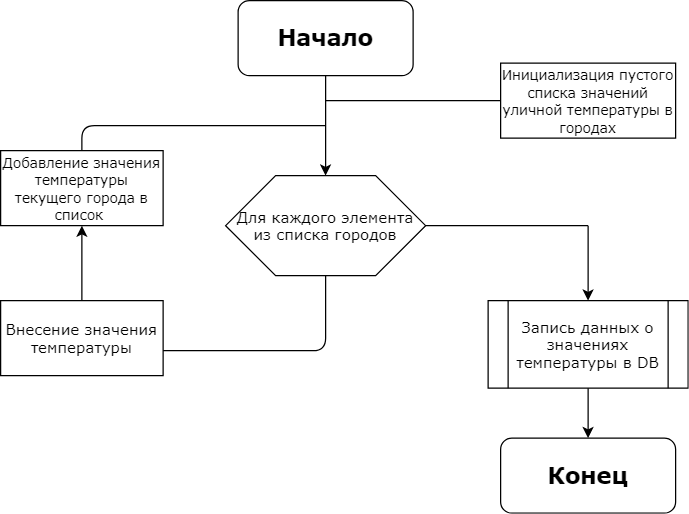 Начало
Инициализация пустого
списка значений
уличной температуры в
городах
Добавление значения
температуры
текущего города в
список
Для каждого элемента
из списка городов
Внесение значения
температуры
Запись данных о
значениях
температуры в DB
Конец